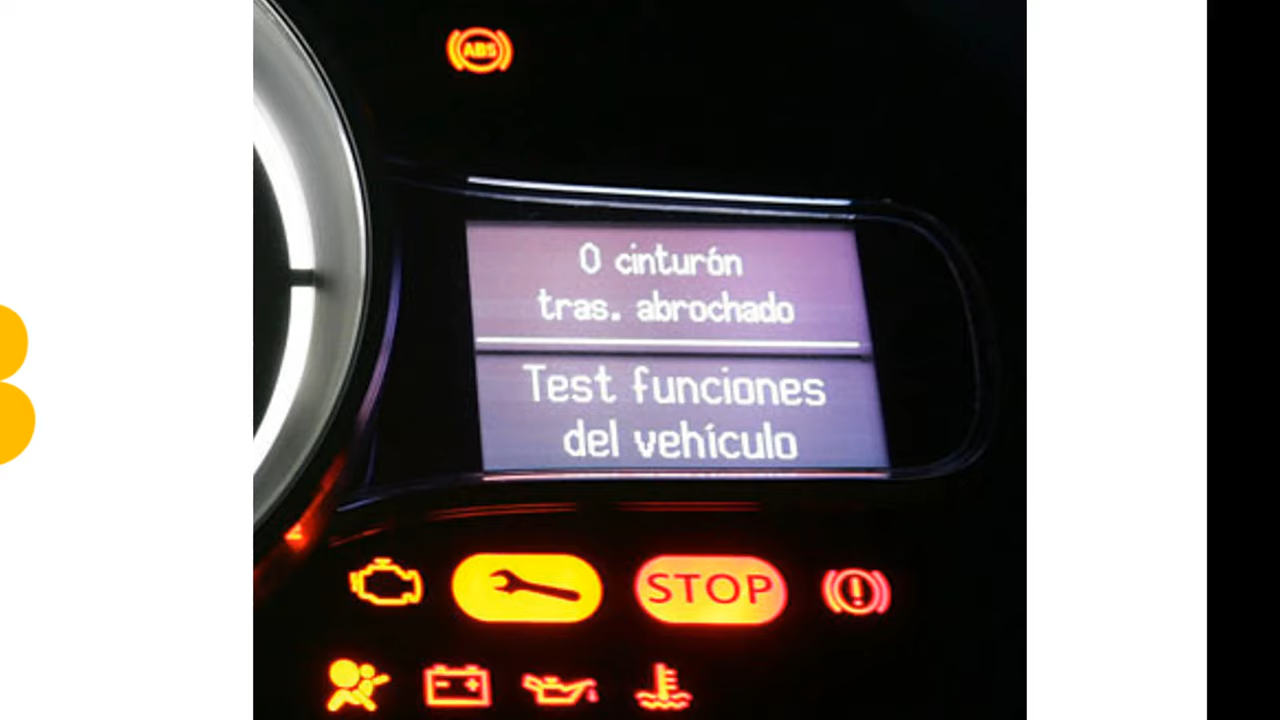 ABS
0 cinturón
tras. abrochado
Test funciones
del vehículo
STOP